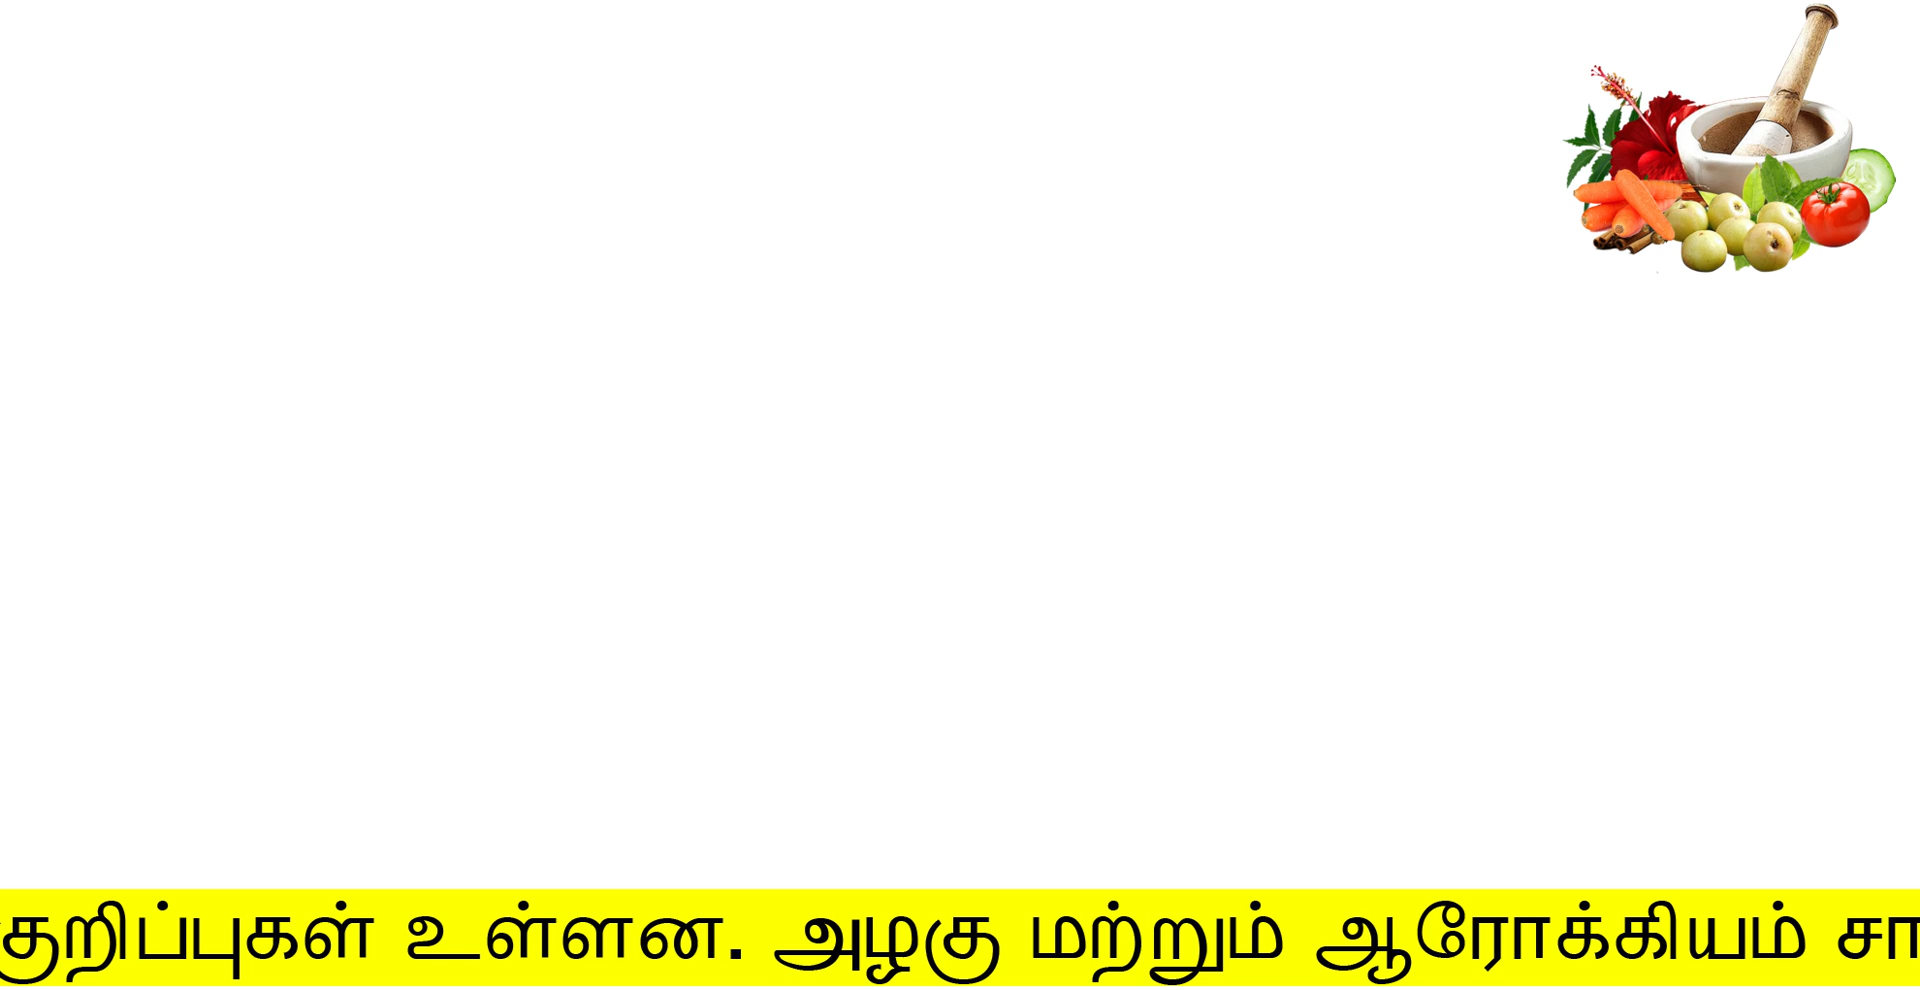 குறிப்புகள் உள்ளன. அழகு மற்றும் ஆரோக்கியம் சா